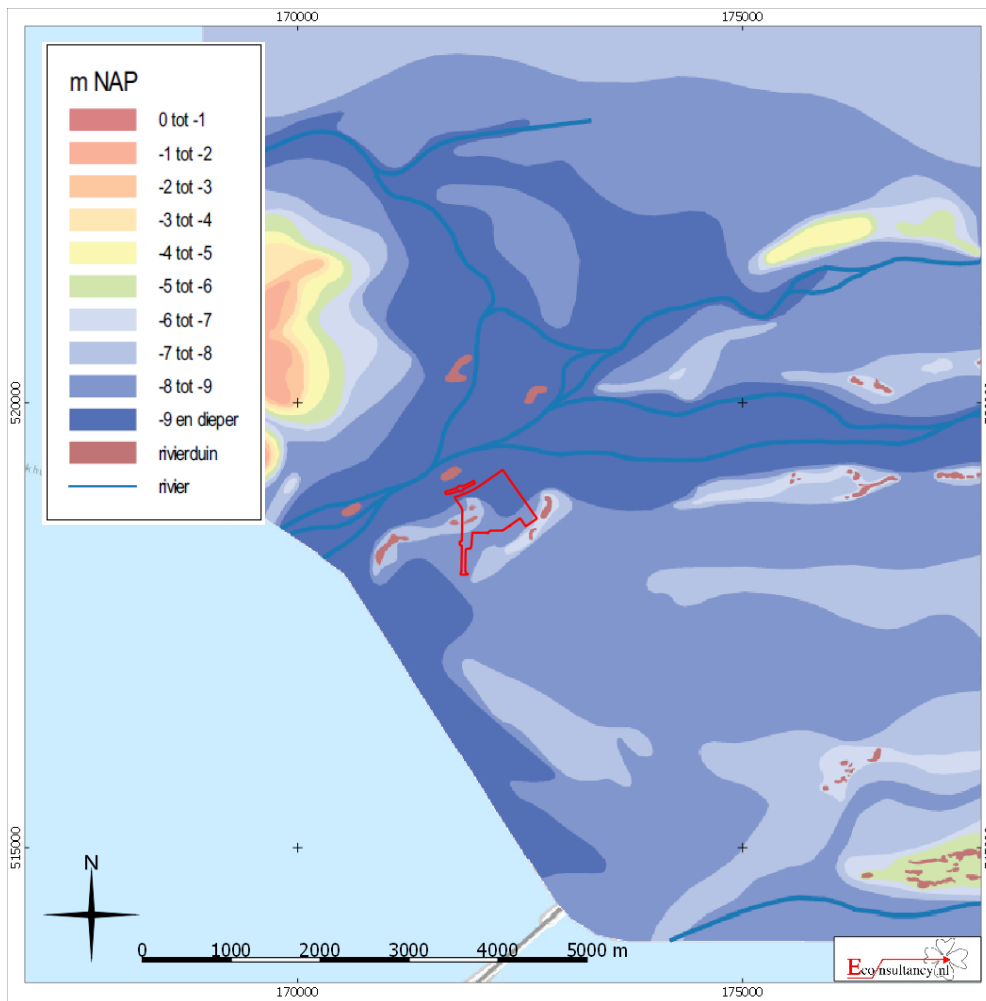 170000 175000
m NAP
0 tot -1
-1 tot -2
-2 tot -3
-3 tot -4
-4 tot -5
-5 tot -6
-6 tot -7
-7 tot -8
-8 tot -9
-9 en dieper
rivierduin
rivier
520000
515000
N
0 1000 2000 3000 4000 5000 m
Econsultancy.nl
170000 175000